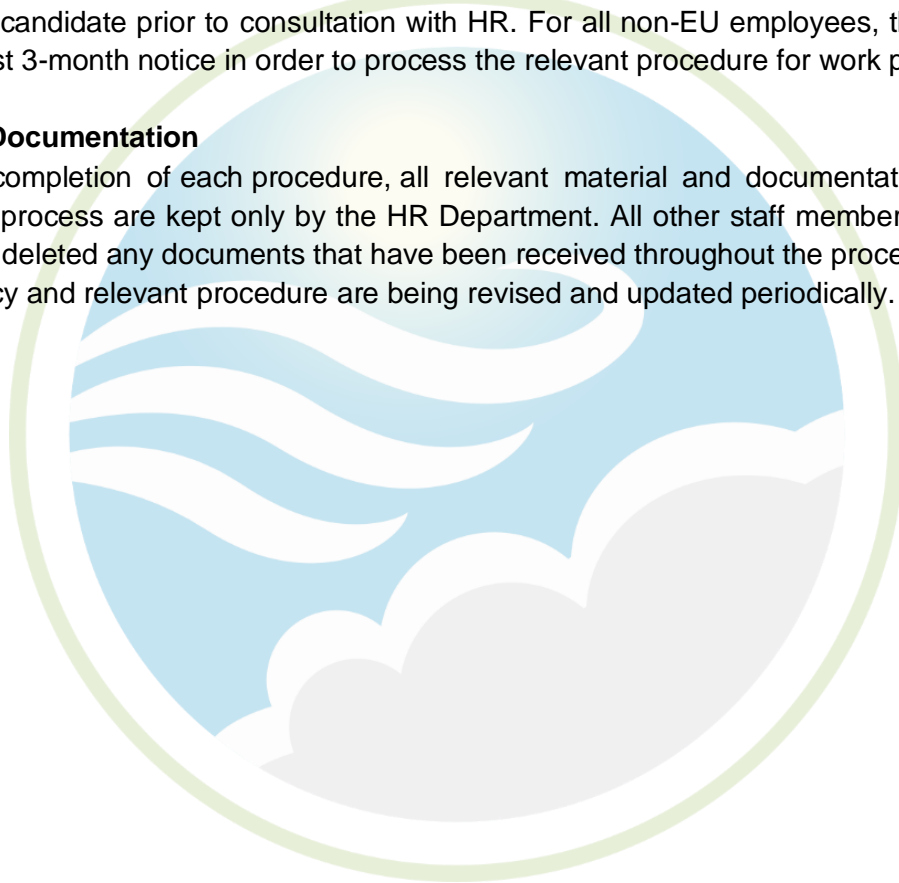 candidate prior to consultation with HR. For all non-EU employees,
st 3-month notice in order to process the relevant procedure for work
Documentation
completion of each procedure, all relevant material and
process are kept only by the HR Department. All other staff member
deleted any documents that have been received throughout the
cy and relevant procedure are being revised and updated periodically.